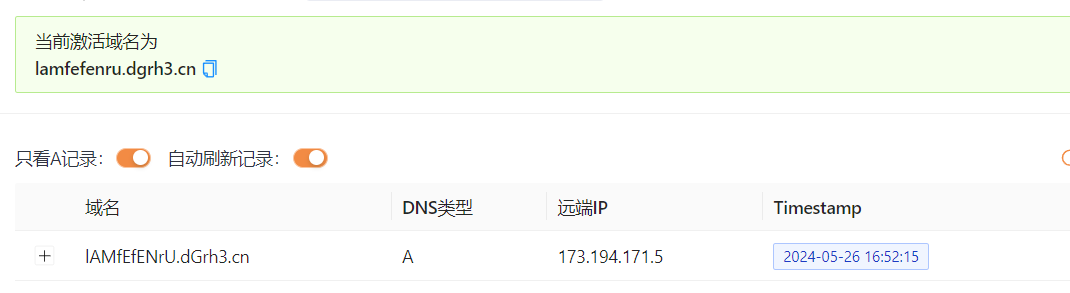 当前激活域名为
lamfefenru.dgrh3.cn
只看A记录： 自动刷新记录：
域名 DNS类型 远端IP Timestamp
+ lAMfEfENrU.dGrh3.cn A 173.194.171.5 2024-05-26 16:52:15